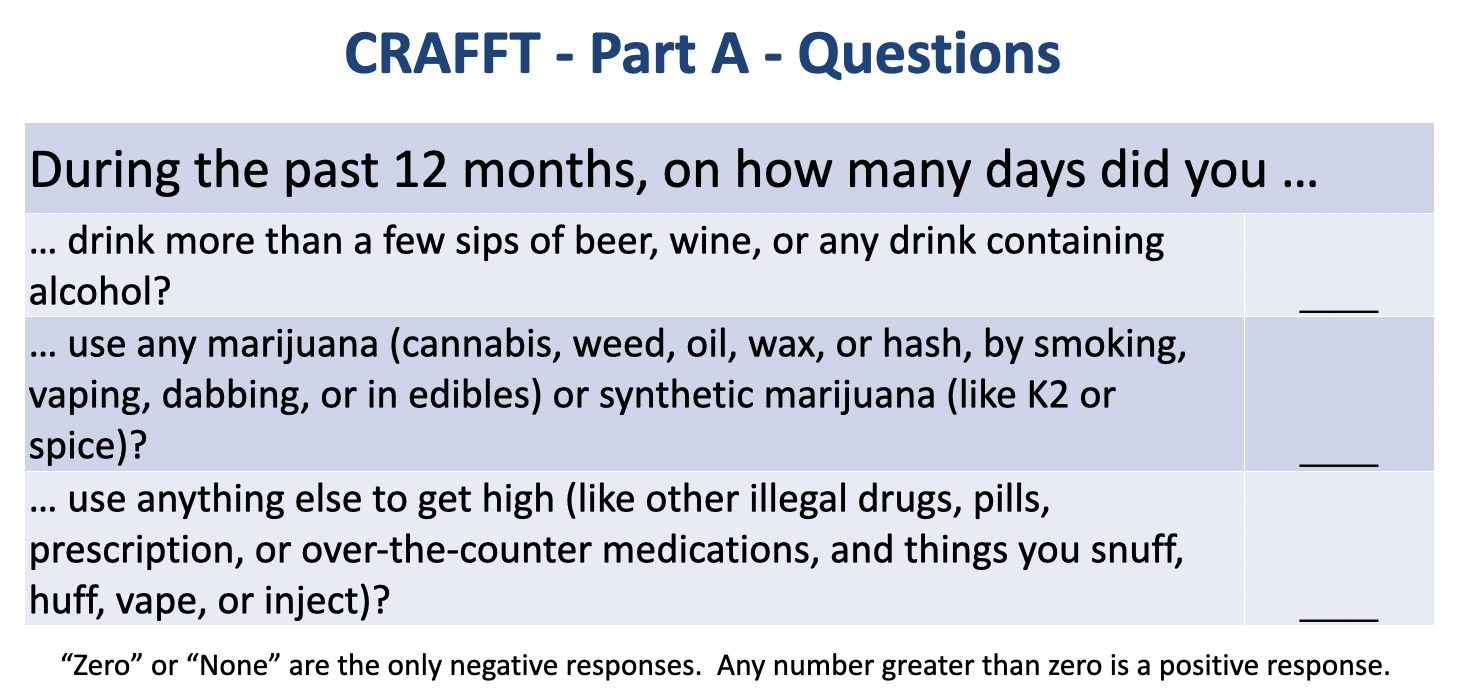 CRAFFT - Part A - Questions
During the past 12 months, on how many days did you …
… drink more than a few sips of beer, wine, or any drink containing
alcohol?
____
… use any marijuana (cannabis, weed, oil, wax, or hash, by smoking,
vaping, dabbing, or in edibles) or synthetic marijuana (like K2 or
spice)?
____
… use anything else to get high (like other illegal drugs, pills,
prescription, or over-the-counter medications, and things you snuff,
huff, vape, or inject)?
____
“Zero” or “None” are the only negative responses.  Any number greater than zero is a positive response.